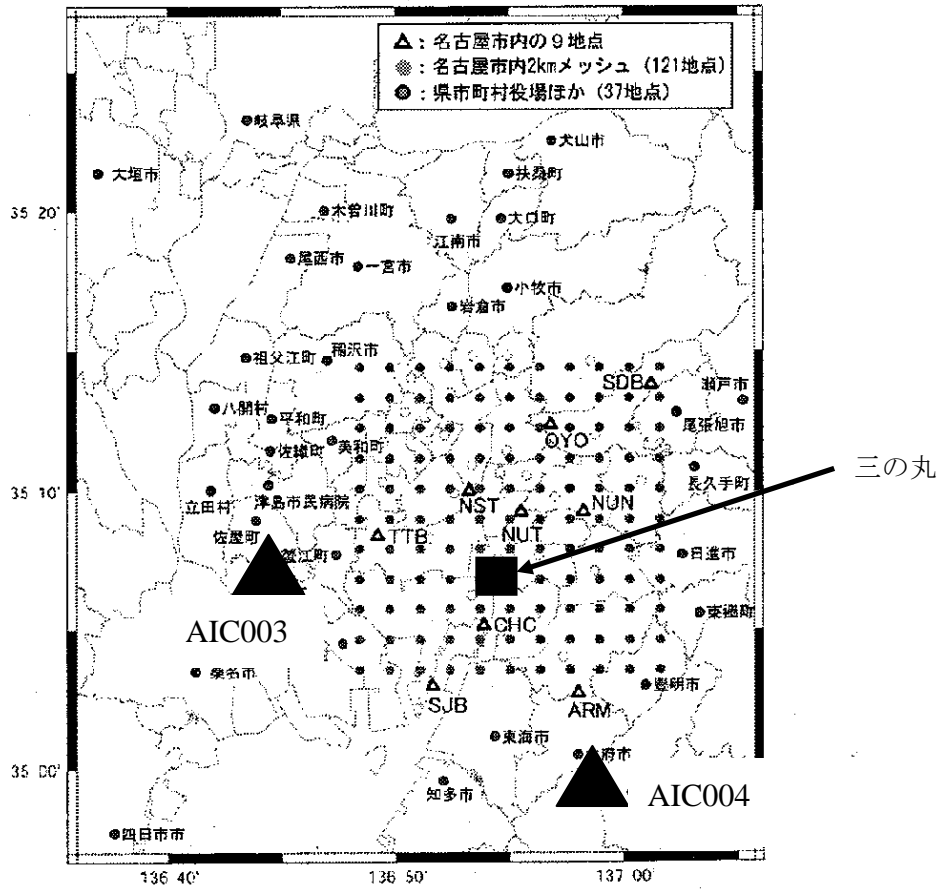 △：名古屋市内の９地点
●：名古屋市内2kmメッシュ（121地点）
●：県市町村役場ほか（37地点）
岐阜県
犬山市
大垣市
扶桑町
35 20
木曽川町
江南市
大口町
尾西市
一宮市
小牧市
岩倉市
祖父江町
稲沢市
SDB
瀬戸市
八開村
平和町
OYO
尾張旭市
佐織町
美和町
三の丸
長久手町
35 10
立田村
津島市民病院
NST
NUT
NUN
佐屋町
TTB
蟹江町
日進市
AIC003
CHC
東郷町
桑名市
SJB
ARM
豊明市
東海市
府市
35 00
知多市
AIC004
四日市市
136 40
136 50
137 00